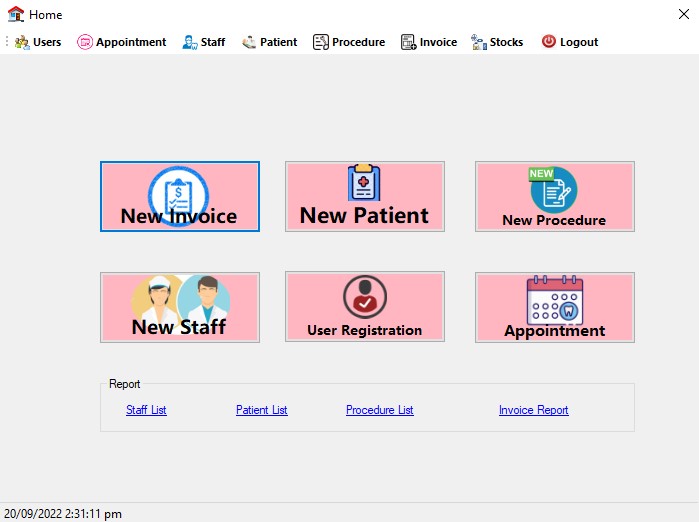 Home
Users Appointment Staff Patient Procedure Invoice Stocks Logout
$
New Invoice
New Patient
NEW
New Procedure
New Staff
User Registration
Appointment
Report
Staff List Patient List Procedure List Invoice Report
20/09/2022 2:31:11 pm